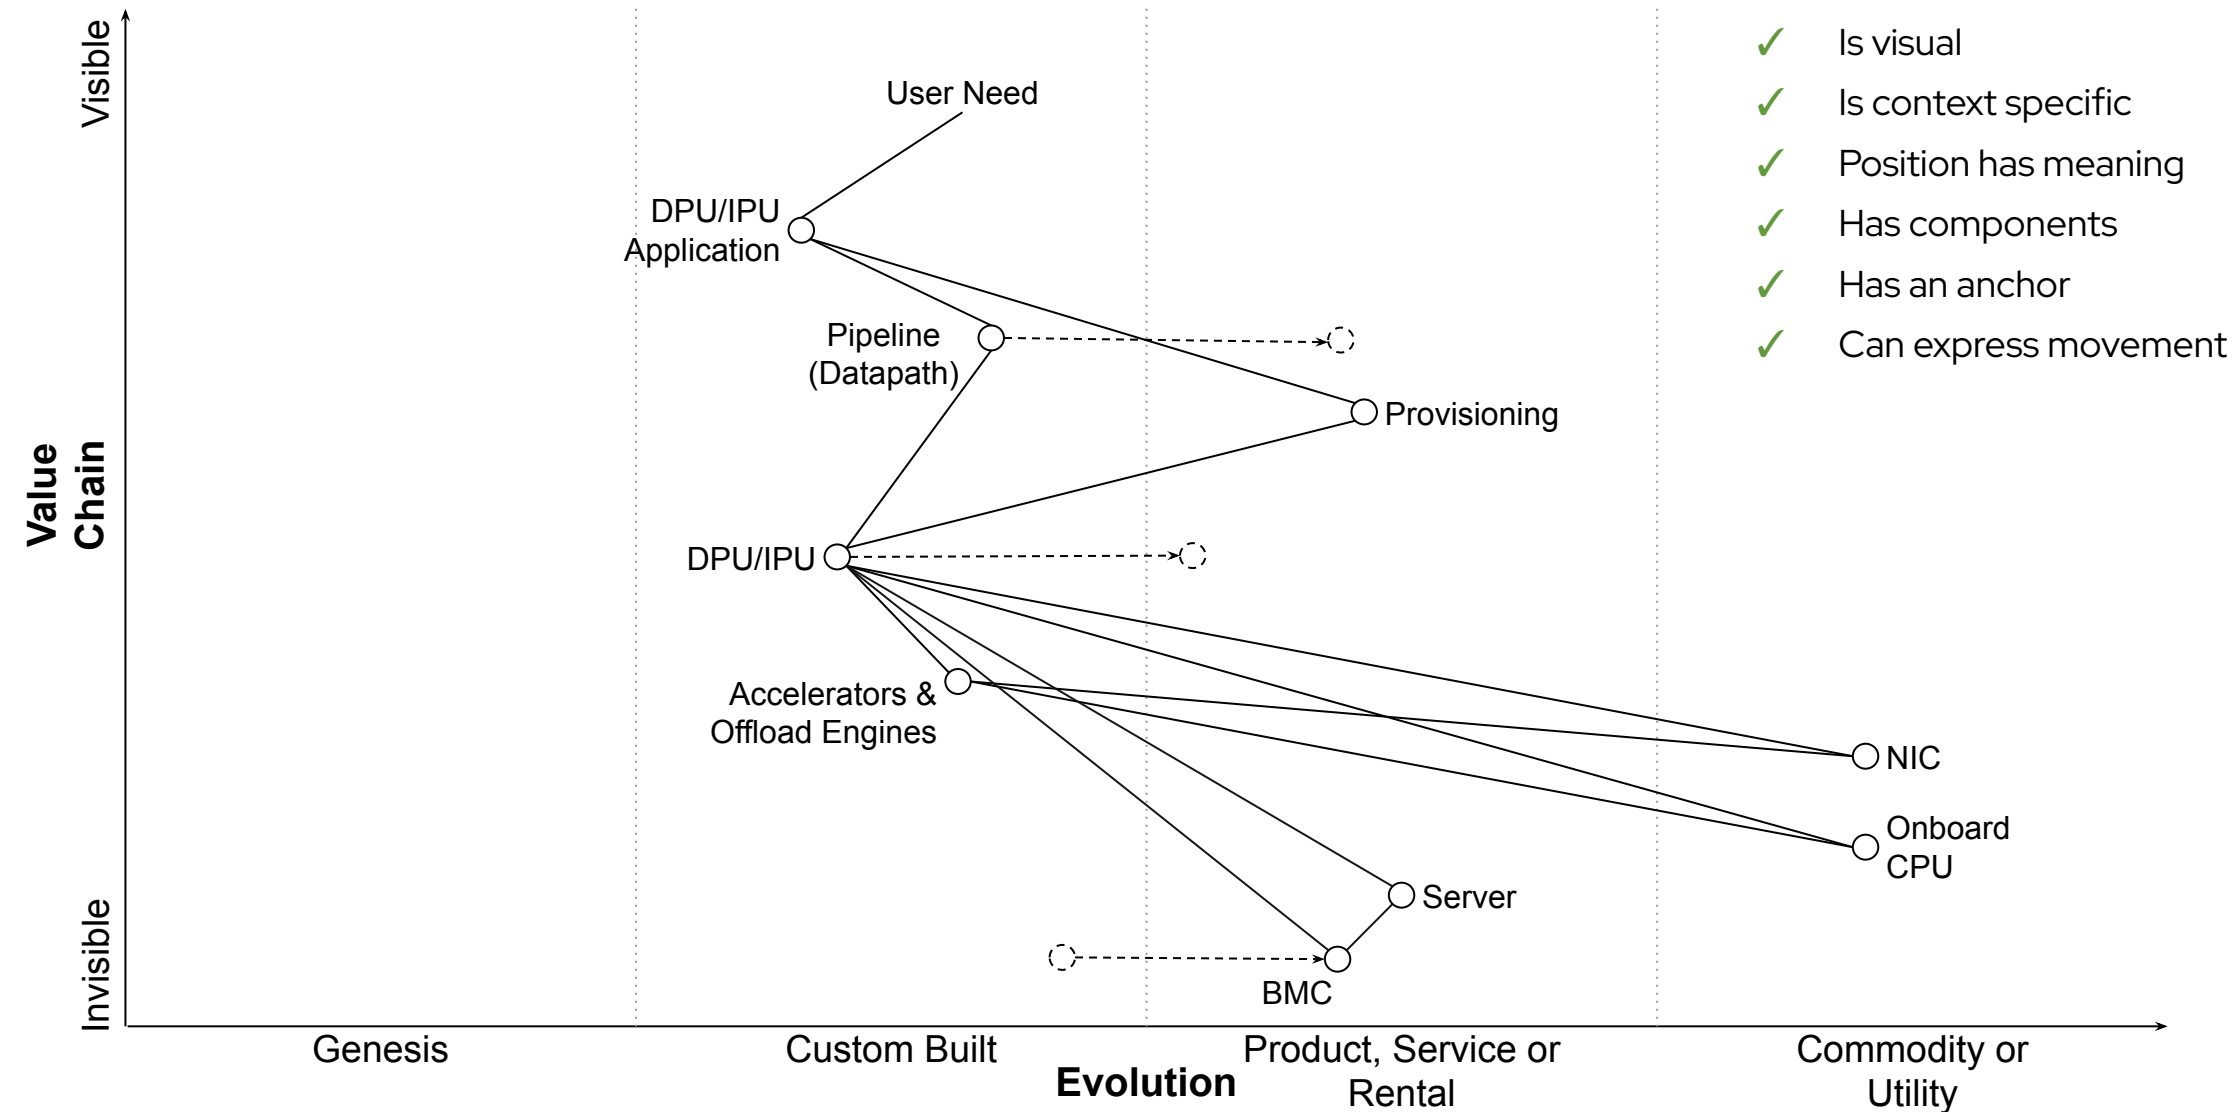 Visible
Value
Chain
Invisible
User Need
DPU/IPU
Application
Pipeline
(Datapath)
Provisioning
DPU/IPU
Accelerators &
Offload Engines
NIC
Onboard
CPU
Server
BMC
Genesis
Custom Built
Product, Service or
Rental
Commodity or
Utility
Evolution
✓ Is visual
✓ Is context specific
✓ Position has meaning
✓ Has components
✓ Has an anchor
✓ Can express movement